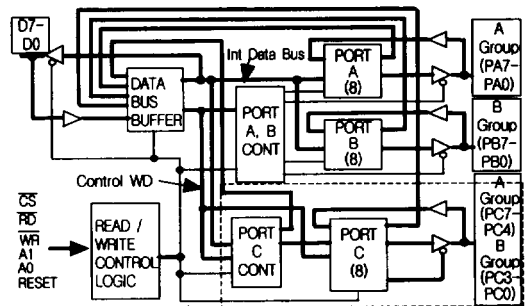 D7-
D0
DATA
BUS
BUFFER
Int Data Bus
PORT
A
(8)
A
Group
(PA7-
PA0)
PORT
A, B
CONT
PORT
B
(8)
B
Group
(PB7-
PB0)
Control WD
CS
RD
WR
A1
A0
RESET
READ /
WRITE
CONTROL
LOGIC
PORT
C
CONT
PORT
C
(8)
A
Group
(PC7-
PC4)
B
Group
(PC3-
PC0)